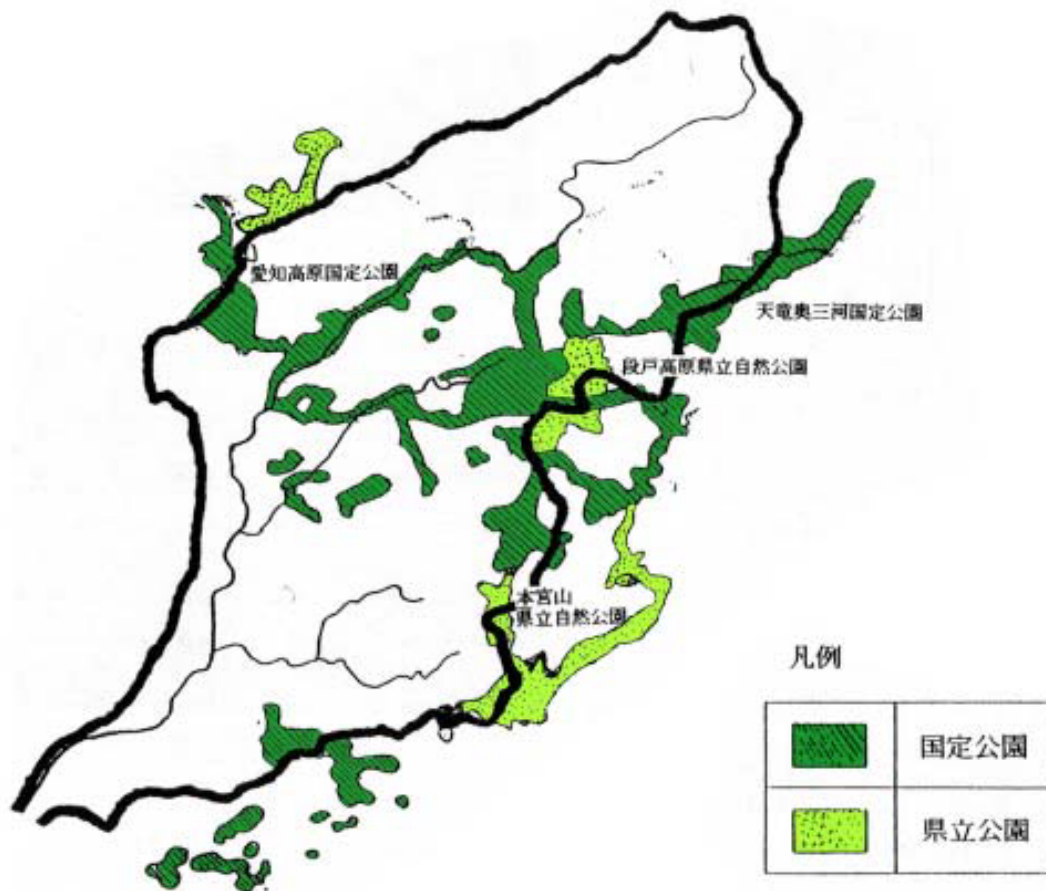 愛知高原国定公園
天竜奥三河国定公園
段戸高原県立自然公園
本宮山
県立自然公園
凡例
国定公園
県立公園